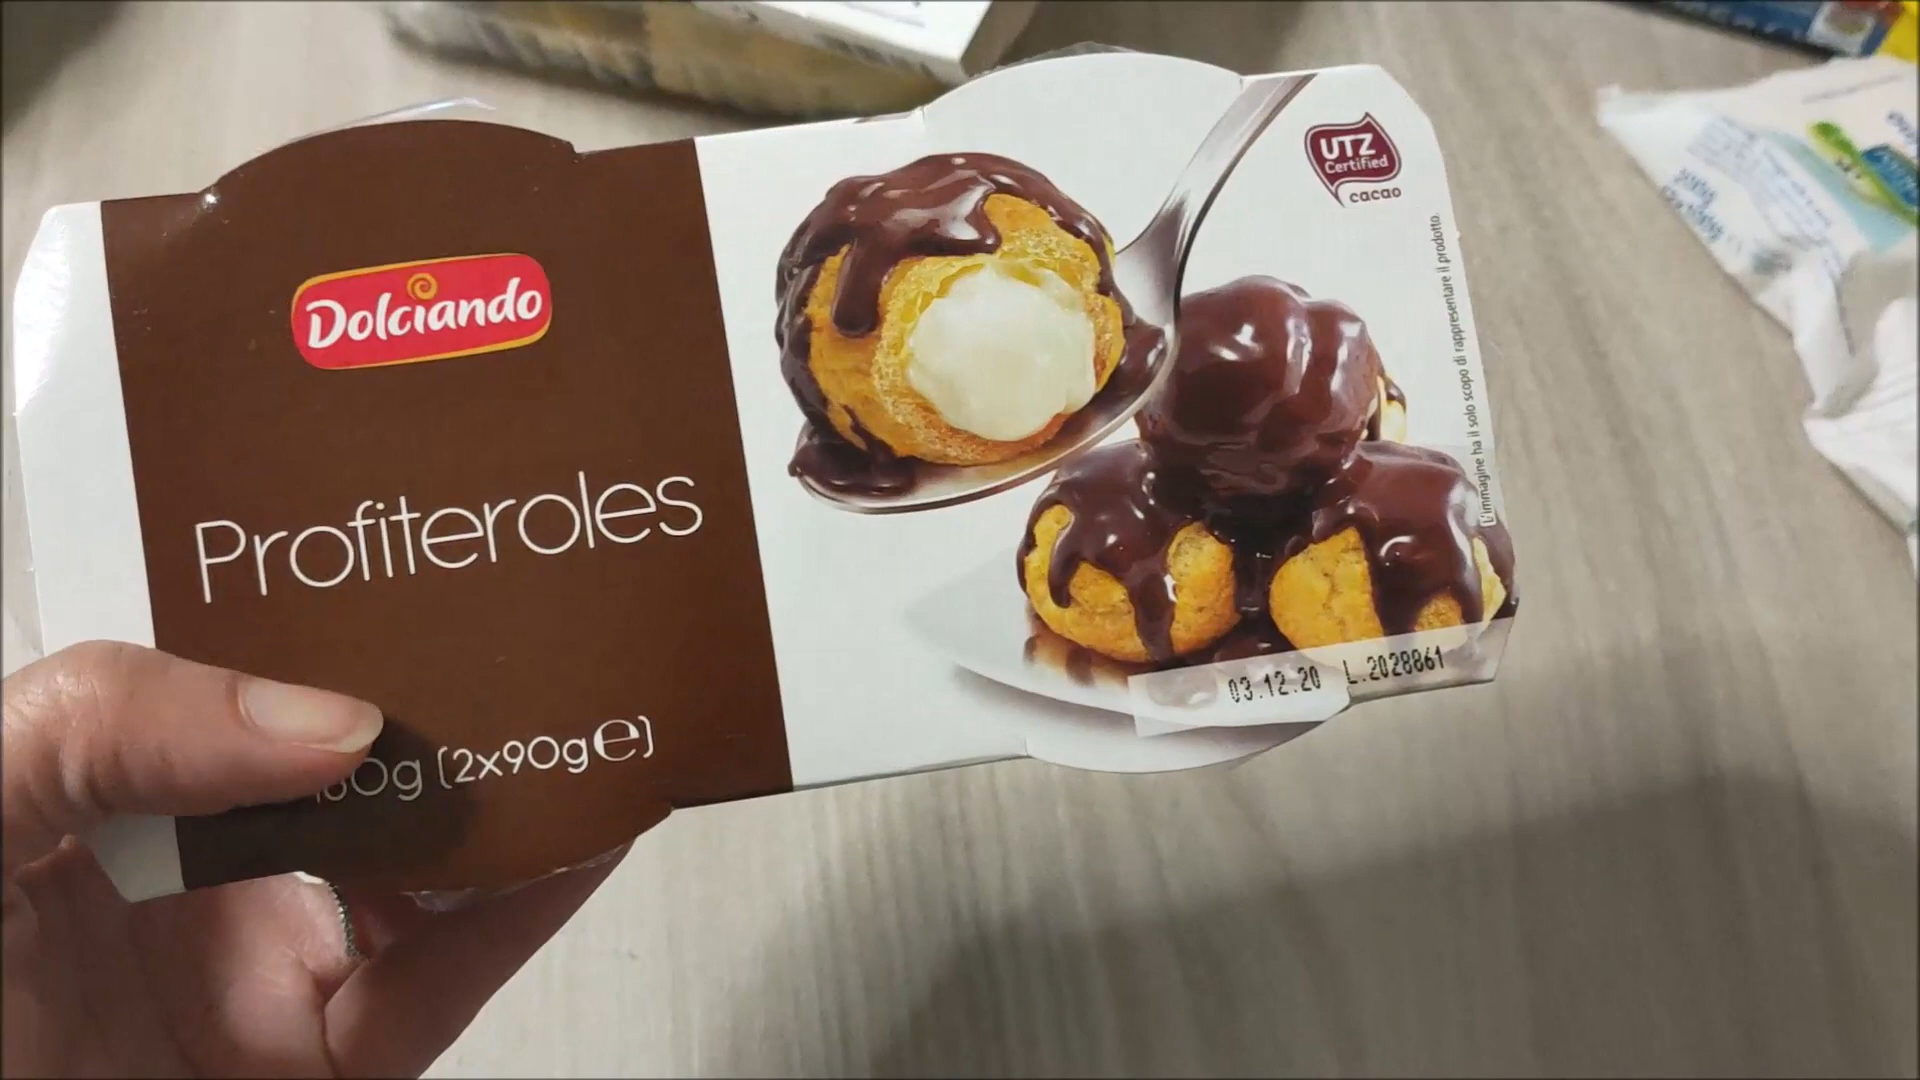 Dolciando
Profiteroles
180g (2x90g℮)
UTZ
Certified
cacao
L'immagine ha il solo scopo di rappresentare il prodotto.
03.12.20 L.2028861